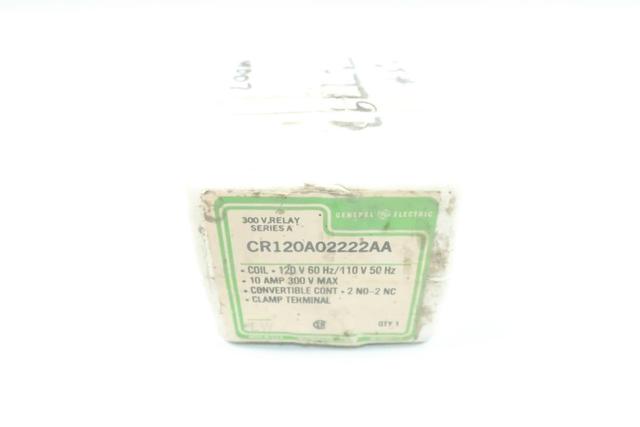 300 V.RELAY
SERIES A
GENERAL GE ELECTRIC
CR120A02222AA
• COIL - 120 V 60 Hz/110 V 50 Hz
• 10 AMP 300 V MAX
• CONVERTIBLE CONT - 2 NO-2 NC
• CLAMP TERMINAL
QTY 1